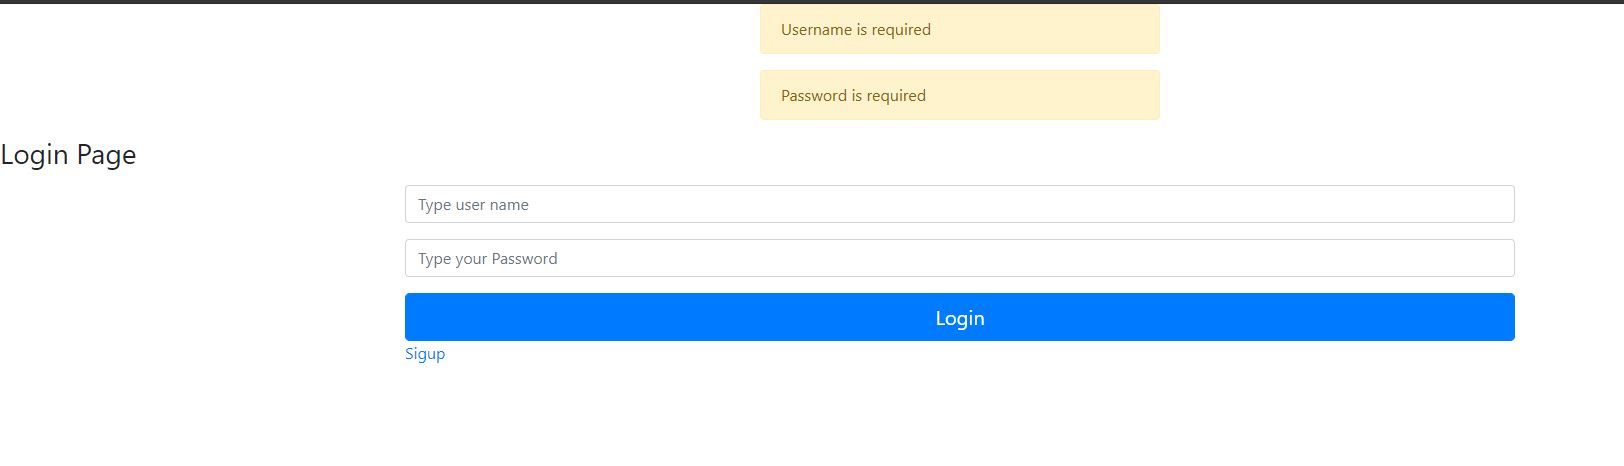 Username is required
Password is required
Login Page
Type user name
Type your Password
Login
Sigup